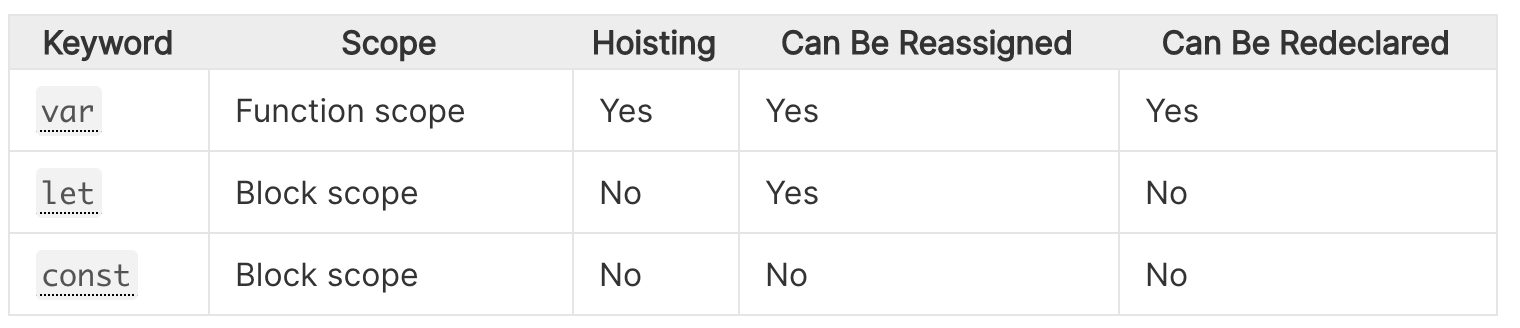 Keyword Scope Hoisting Can Be Reassigned Can Be Redeclared
var Function scope Yes Yes Yes
let Block scope No Yes No
const Block scope No No No